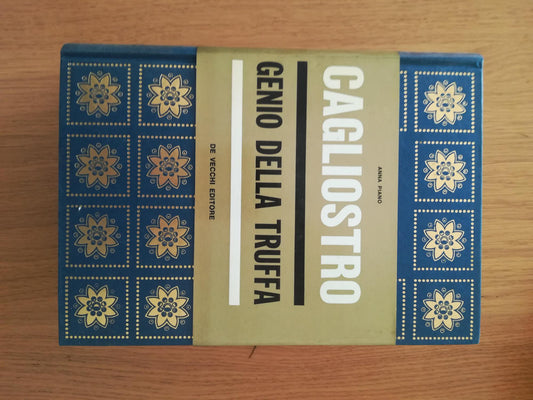 ANNA PIANO
CAGLIOSTRO
GENIO DELLA TRUFFA
DE VECCHI EDITORE